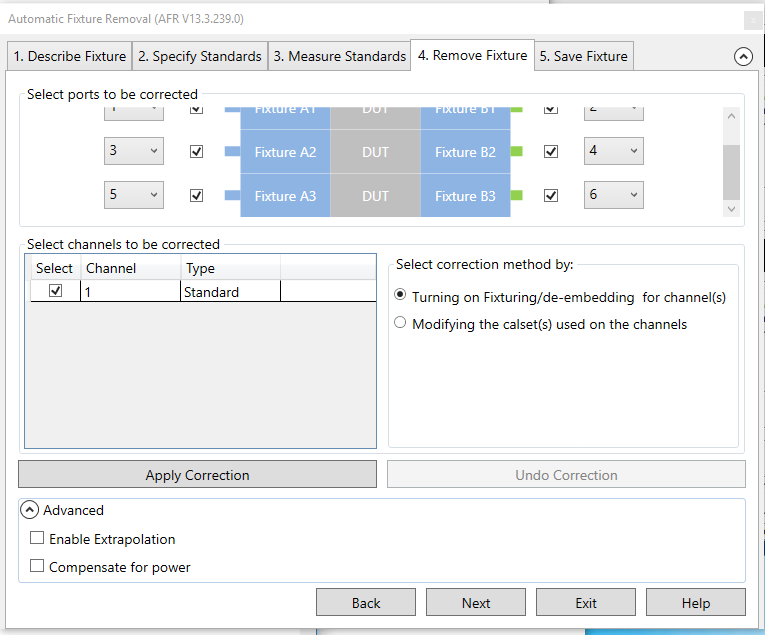 Automatic Fixture Removal (AFR V13.3.239.0)
1. Describe Fixture 2. Specify Standards 3. Measure Standards 4. Remove Fixture 5. Save Fixture
Select ports to be corrected
1 Fixture A1 DUT Fixture B1 2
3 Fixture A2 DUT Fixture B2 4
5 Fixture A3 DUT Fixture B3 6
Select channels to be corrected
Select Channel Type
1 Standard
Select correction method by:
Turning on Fixturing/de-embedding for channel(s)
Modifying the calset(s) used on the channels
Apply Correction Undo Correction
Advanced
Enable Extrapolation
Compensate for power
Back Next Exit Help